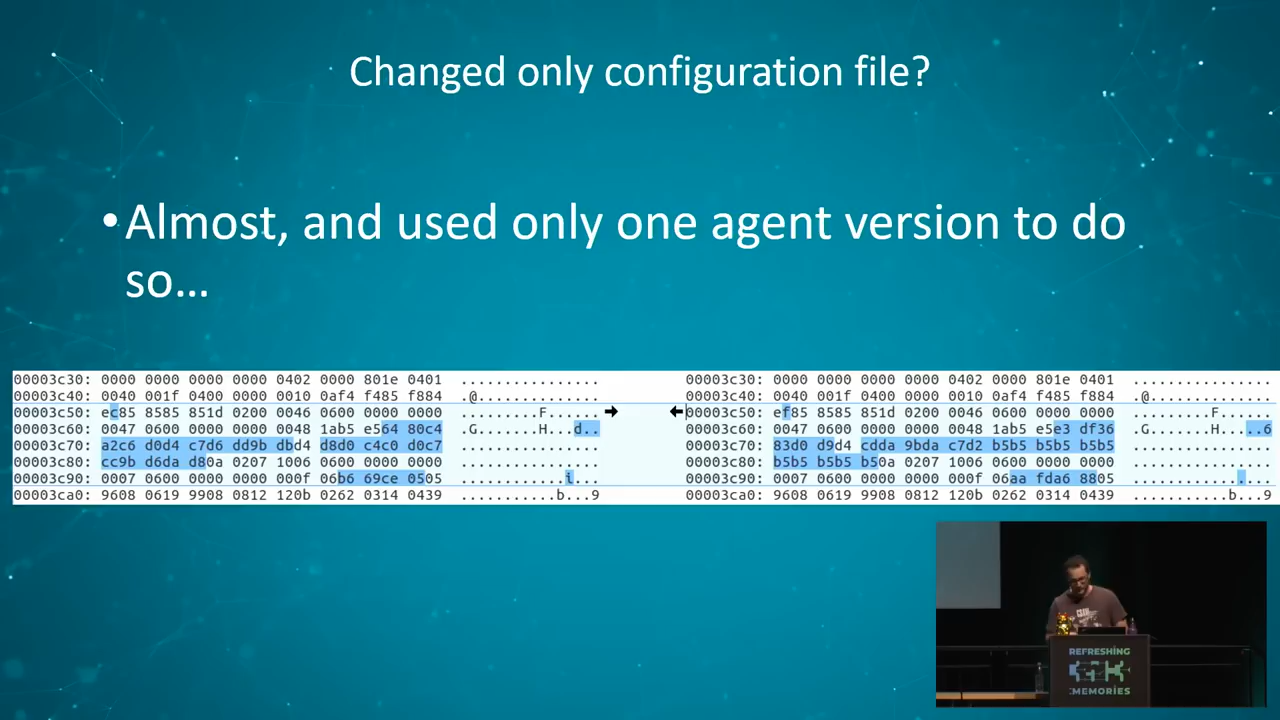 Changed only configuration file?
•Almost, and used only one agent version to do
so...
00003c30: 0000 0000 0000 0000 0402 0000 801e 0401 ................
00003c40: 0040 001f 0400 0000 0010 0af4 f485 f884 .@..............
00003c50: ec85 8585 851d 0200 0046 0600 0000 0000 .........F......
00003c60: 0047 0600 0000 0000 0048 1ab5 e564 80c4 .G.......H...d..
00003c70: a2c6 d0d4 c7d6 dd9b dbd4 d8d0 c4c0 d0c7 ................
00003c80: cc9b d6da d80a 0207 1006 0600 0000 0000 ................
00003c90: 0007 0600 0000 0000 000f 06b6 69ce 0505 ............i...
00003ca0: 9608 0619 9908 0812 120b 0262 0314 0439 ...........b...9
00003c30: 0000 0000 0000 0000 0402 0000 801e 0401 ................
00003c40: 0040 001f 0400 0000 0010 0af4 f485 f884 .@..............
00003c50: ef85 8585 851d 0200 0046 0600 0000 0000 .........F......
00003c60: 0047 0600 0000 0000 0048 1ab5 e5e3 df36 .G.......H.....6
00003c70: 83d0 d9d4 cdda 9bda c7d2 b5b5 b5b5 b5b5 ................
00003c80: b5b5 b5b5 b50a 0207 1006 0600 0000 0000 ................
00003c90: 0007 0600 0000 0000 000f 06aa fda6 8805 ................
00003ca0: 9608 0619 9908 0812 120b 0262 0314 0439 ...........b...9
REFRESHING
MEMORIES